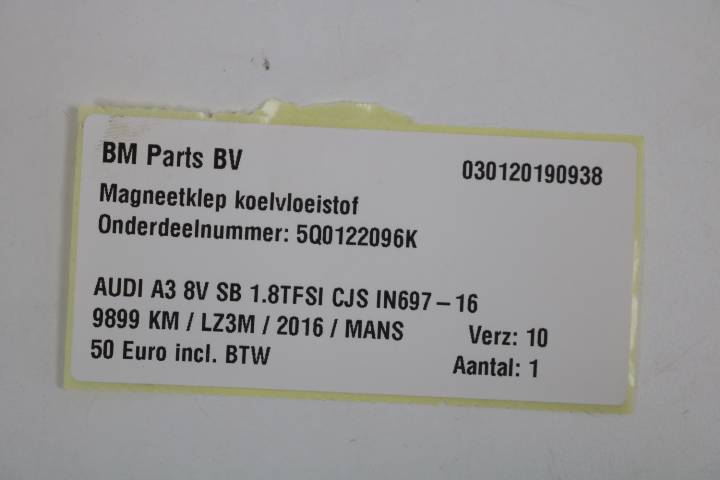 BM Parts BV 030120190938
Magneetklep koelvloeistof
Onderdeelnummer: 5Q0122096K
AUDI A3 8V SB 1.8TFSI CJS IN697-16
9899 KM / LZ3M / 2016 / MANS Verz: 10
50 Euro incl. BTW Aantal: 1